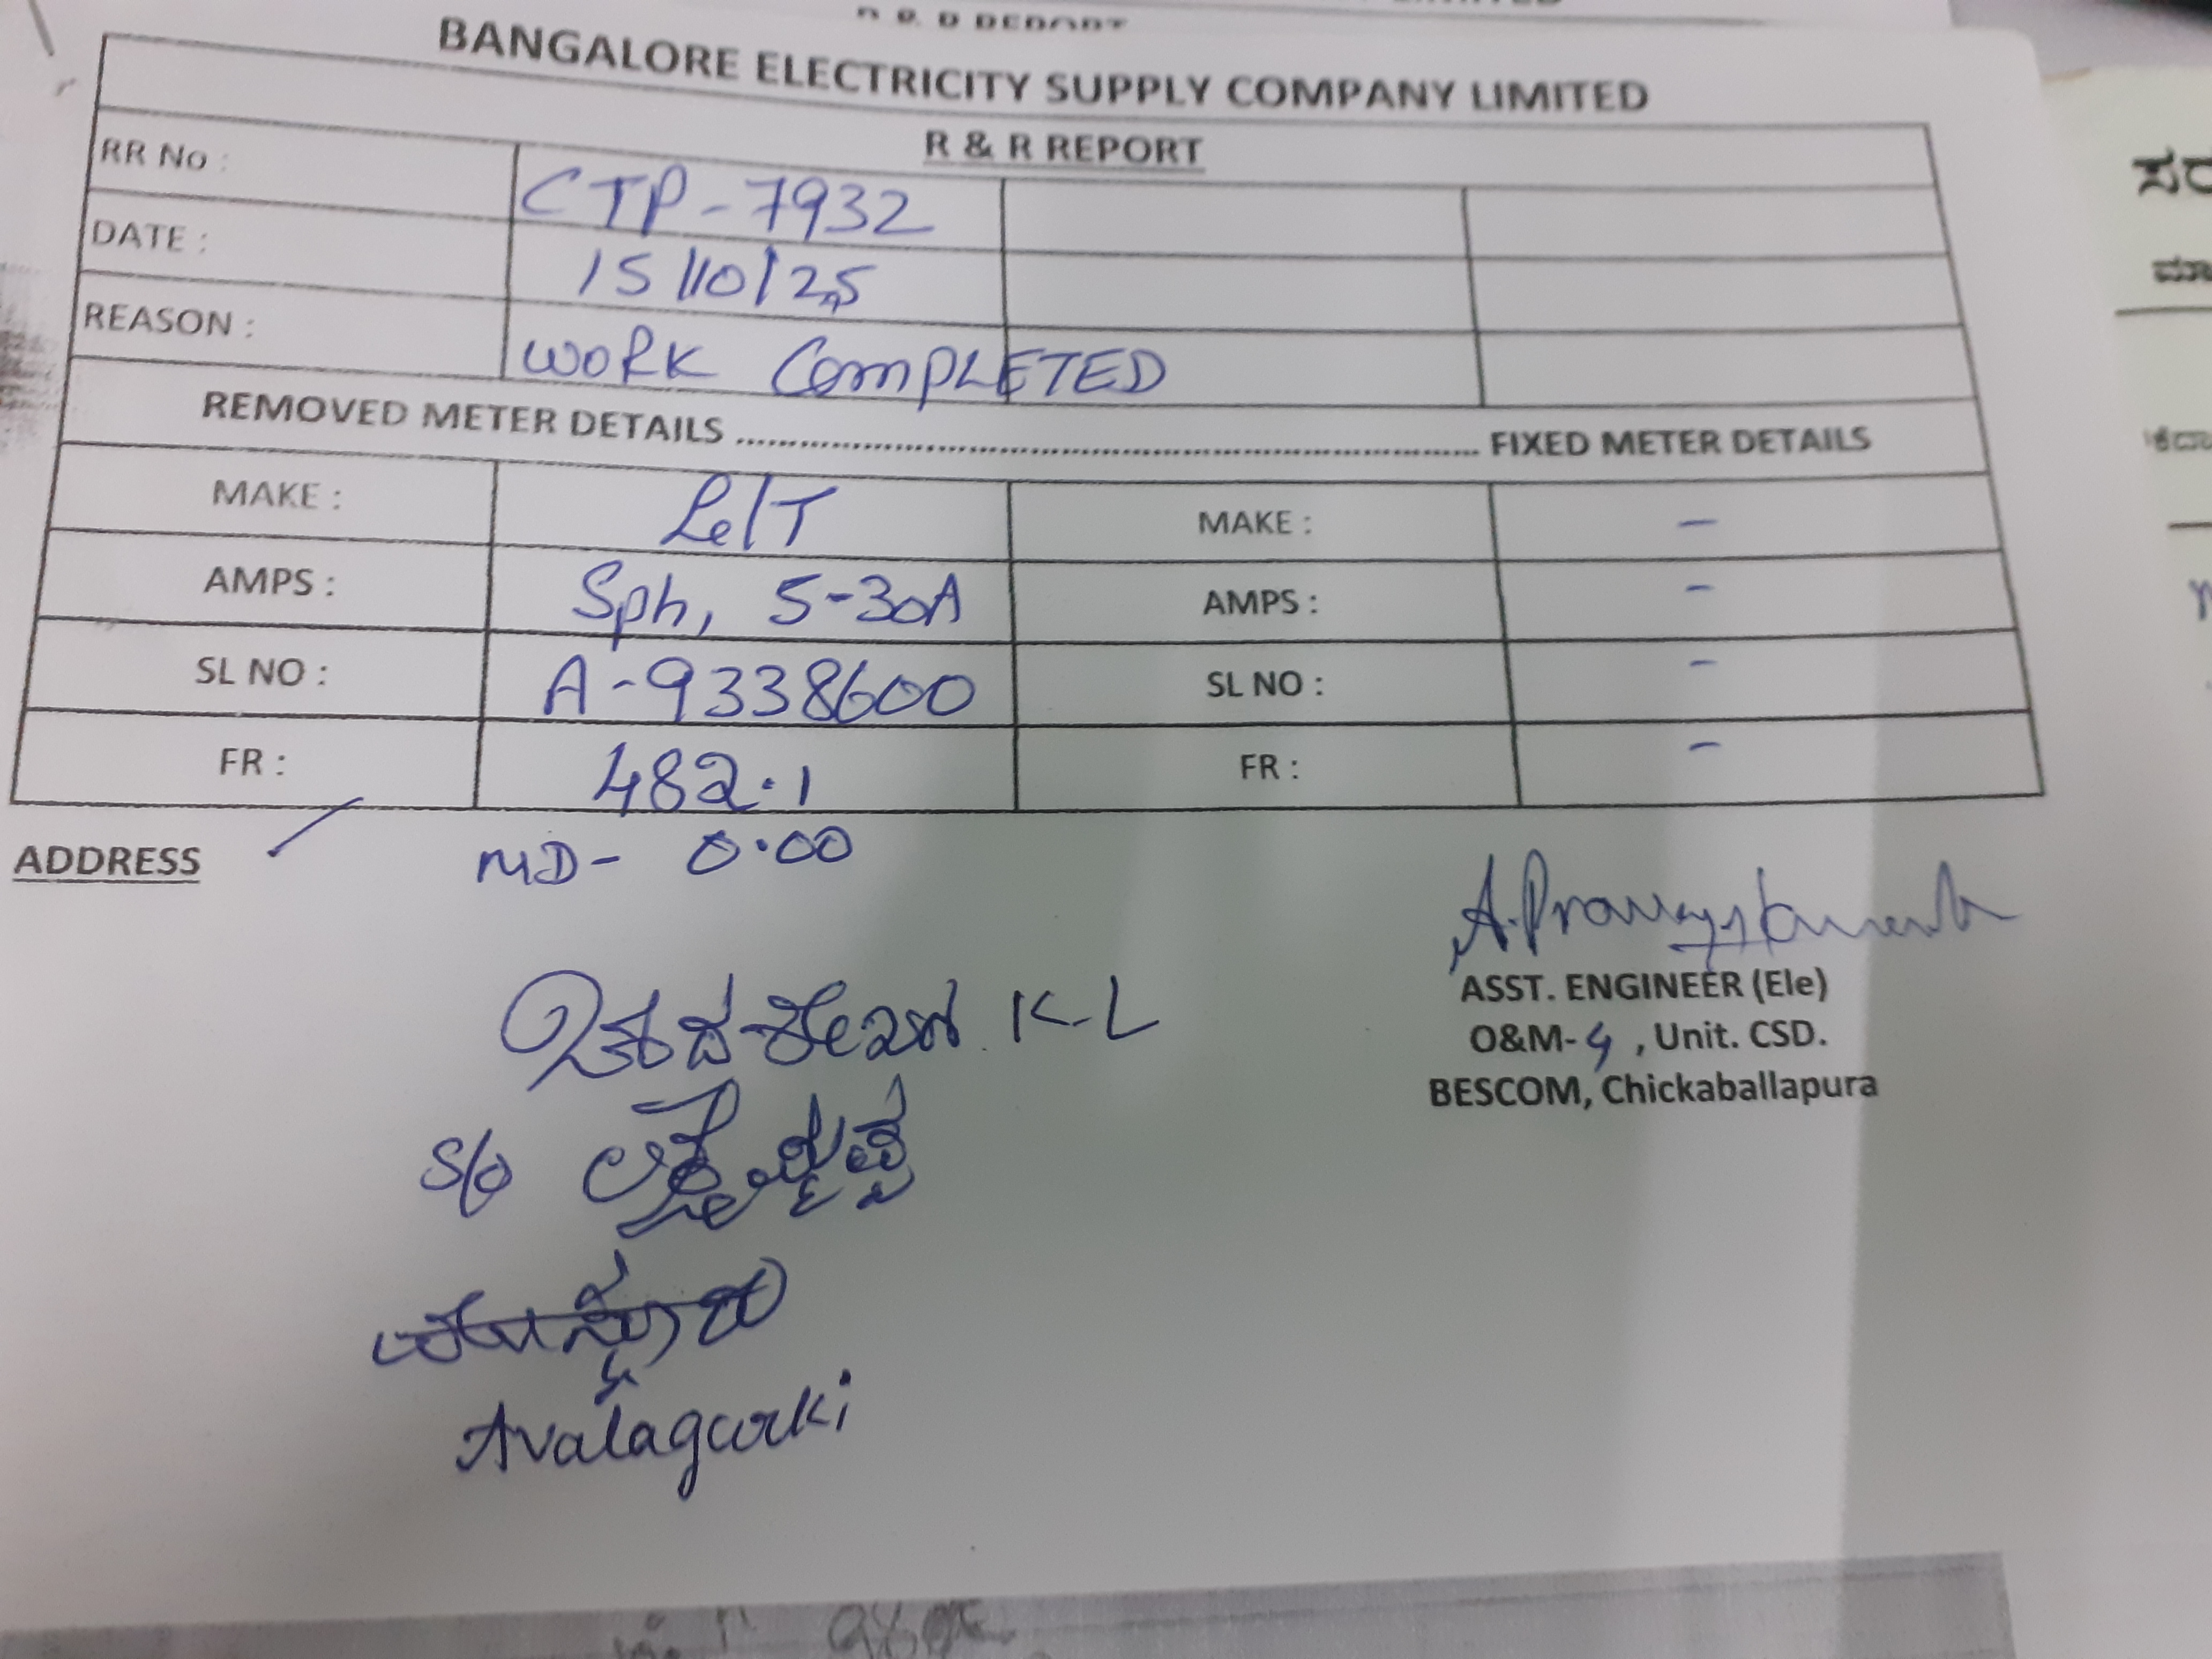 BANGALORE ELECTRICITY SUPPLY COMPANY LIMITED
R & R REPORT
RR No : CTP-7932
DATE : 15/10/25
REASON : WORK COMPLETED
REMOVED METER DETAILS ........................................ FIXED METER DETAILS
MAKE : L&T MAKE : -
AMPS : Sph, 5-30A AMPS : -
SL NO : A-9338600 SL NO : -
FR : 482.1 FR : -
ADDRESS MD- 0.00
K.L
S/o
Avalagurki
ASST. ENGINEER (Ele)
O&M-4, Unit. CSD.
BESCOM, Chickaballapura